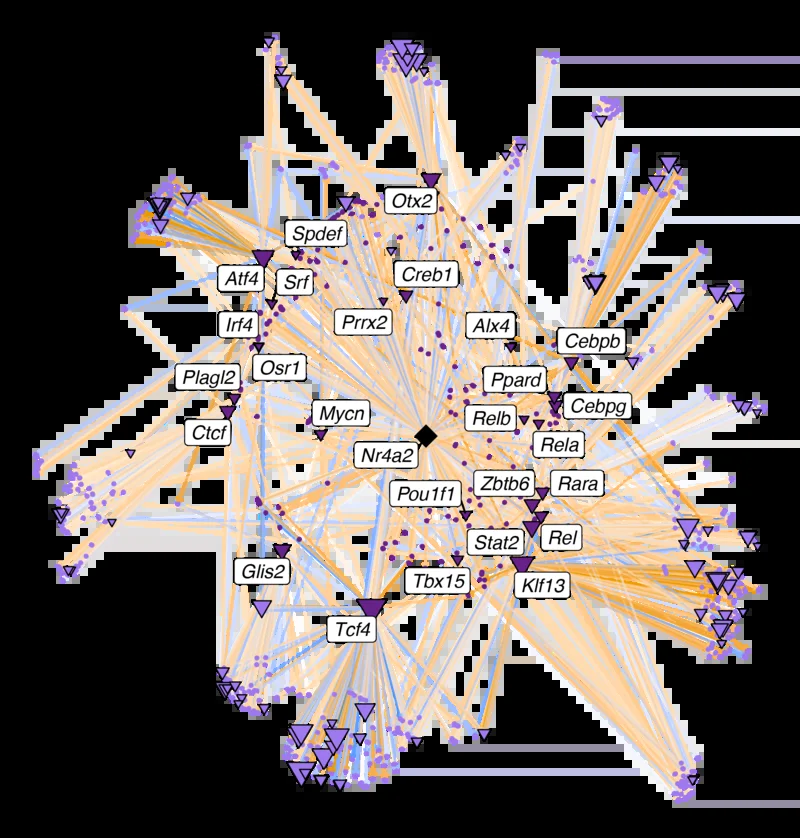 Otx2
Spdef
Atf4
Srf
Creb1
Irf4
Prrx2
Alx4
Cebpb
Osr1
Plagl2
Ppard
Cebpg
Mycn
Relb
Ctcf
Rela
Nr4a2
Zbtb6
Rara
Pou1f1
Stat2
Rel
Glis2
Tbx15
Klf13
Tcf4